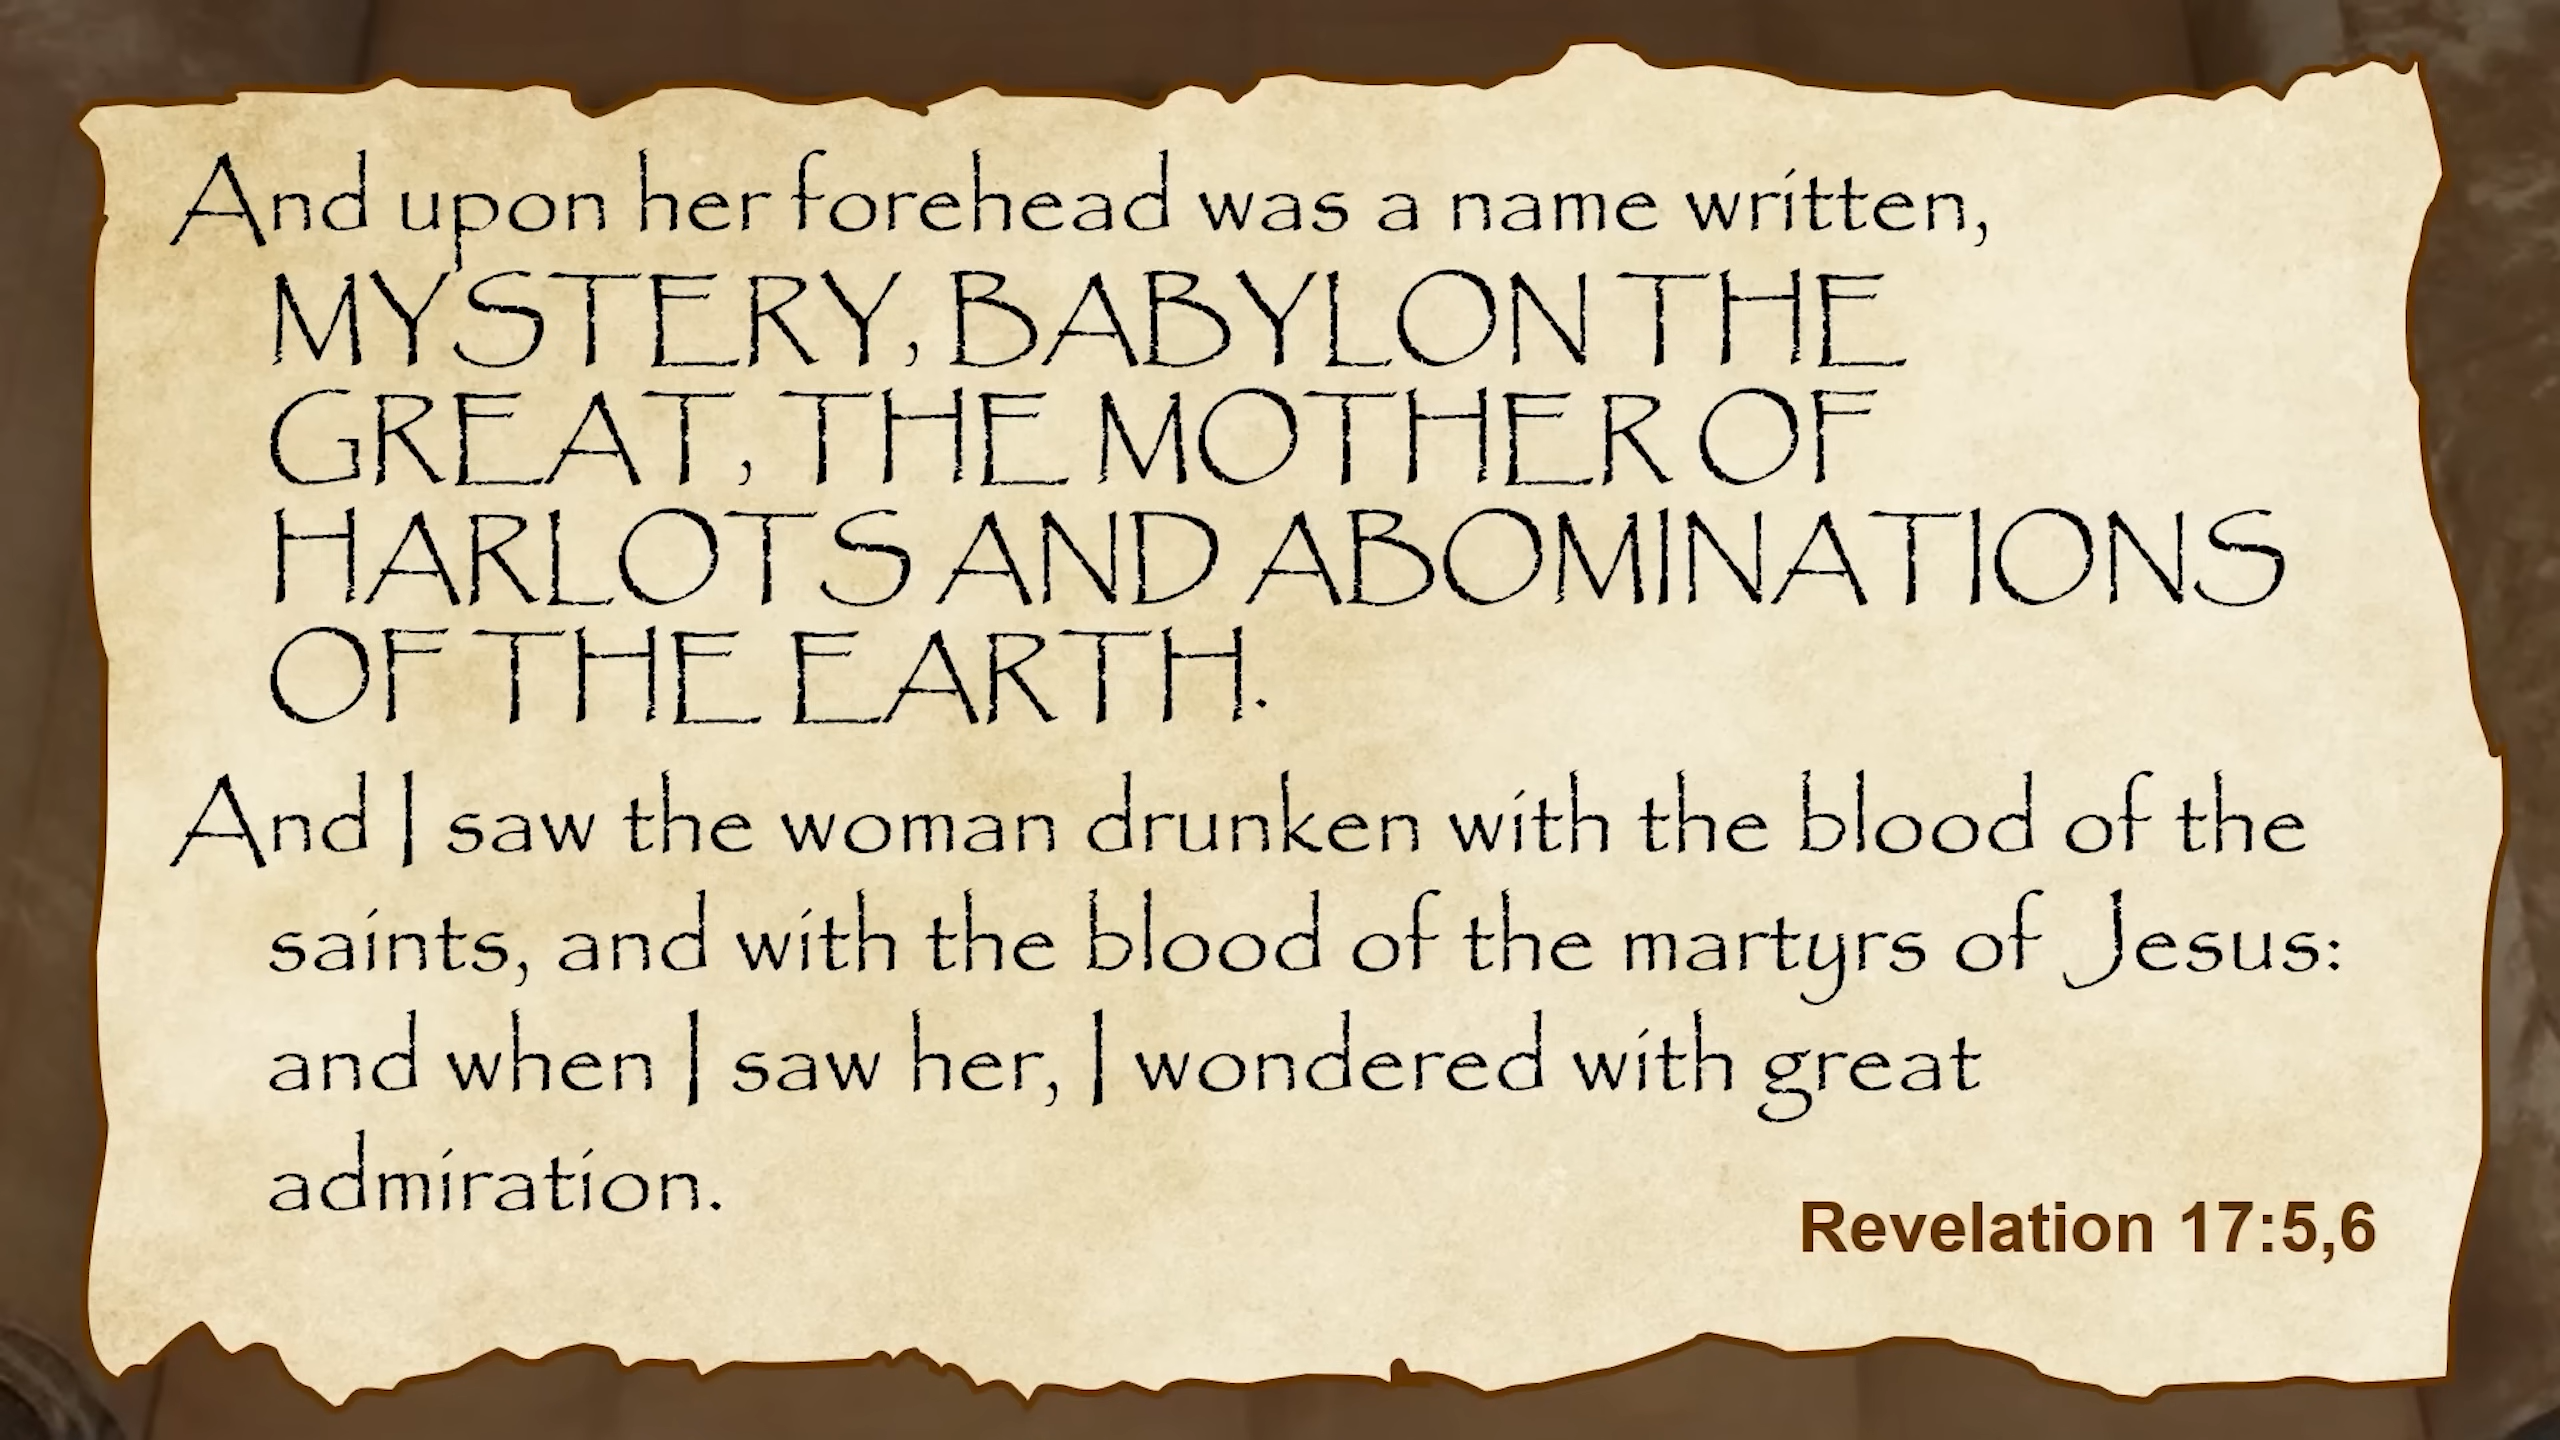 And upon her forehead was a name written,
MYSTERY, BABYLON THE
GREAT, THE MOTHER OF
HARLOTS AND ABOMINATIONS
OF THE EARTH.
And I saw the woman drunken with the blood of the
saints, and with the blood of the martyrs of Jesus:
and when I saw her, I wondered with great
admiration.
Revelation 17:5,6